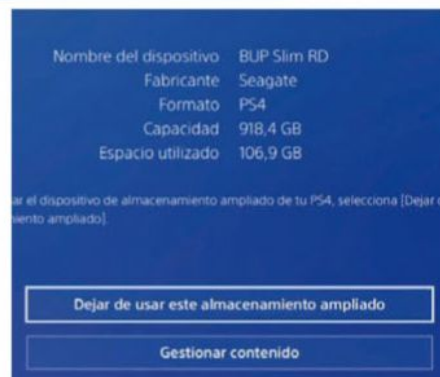 Nombre del dispositivo BUP Slim RD
Fabricante Seagate
Formato PS4
Capacidad 918,4 GB
Espacio utilizado 106,9 GB
ar el dispositivo de almacenamiento ampliado de tu PS4, selecciona [Dejar
miento ampliado].
Dejar de usar este almacenamiento ampliado
Gestionar contenido